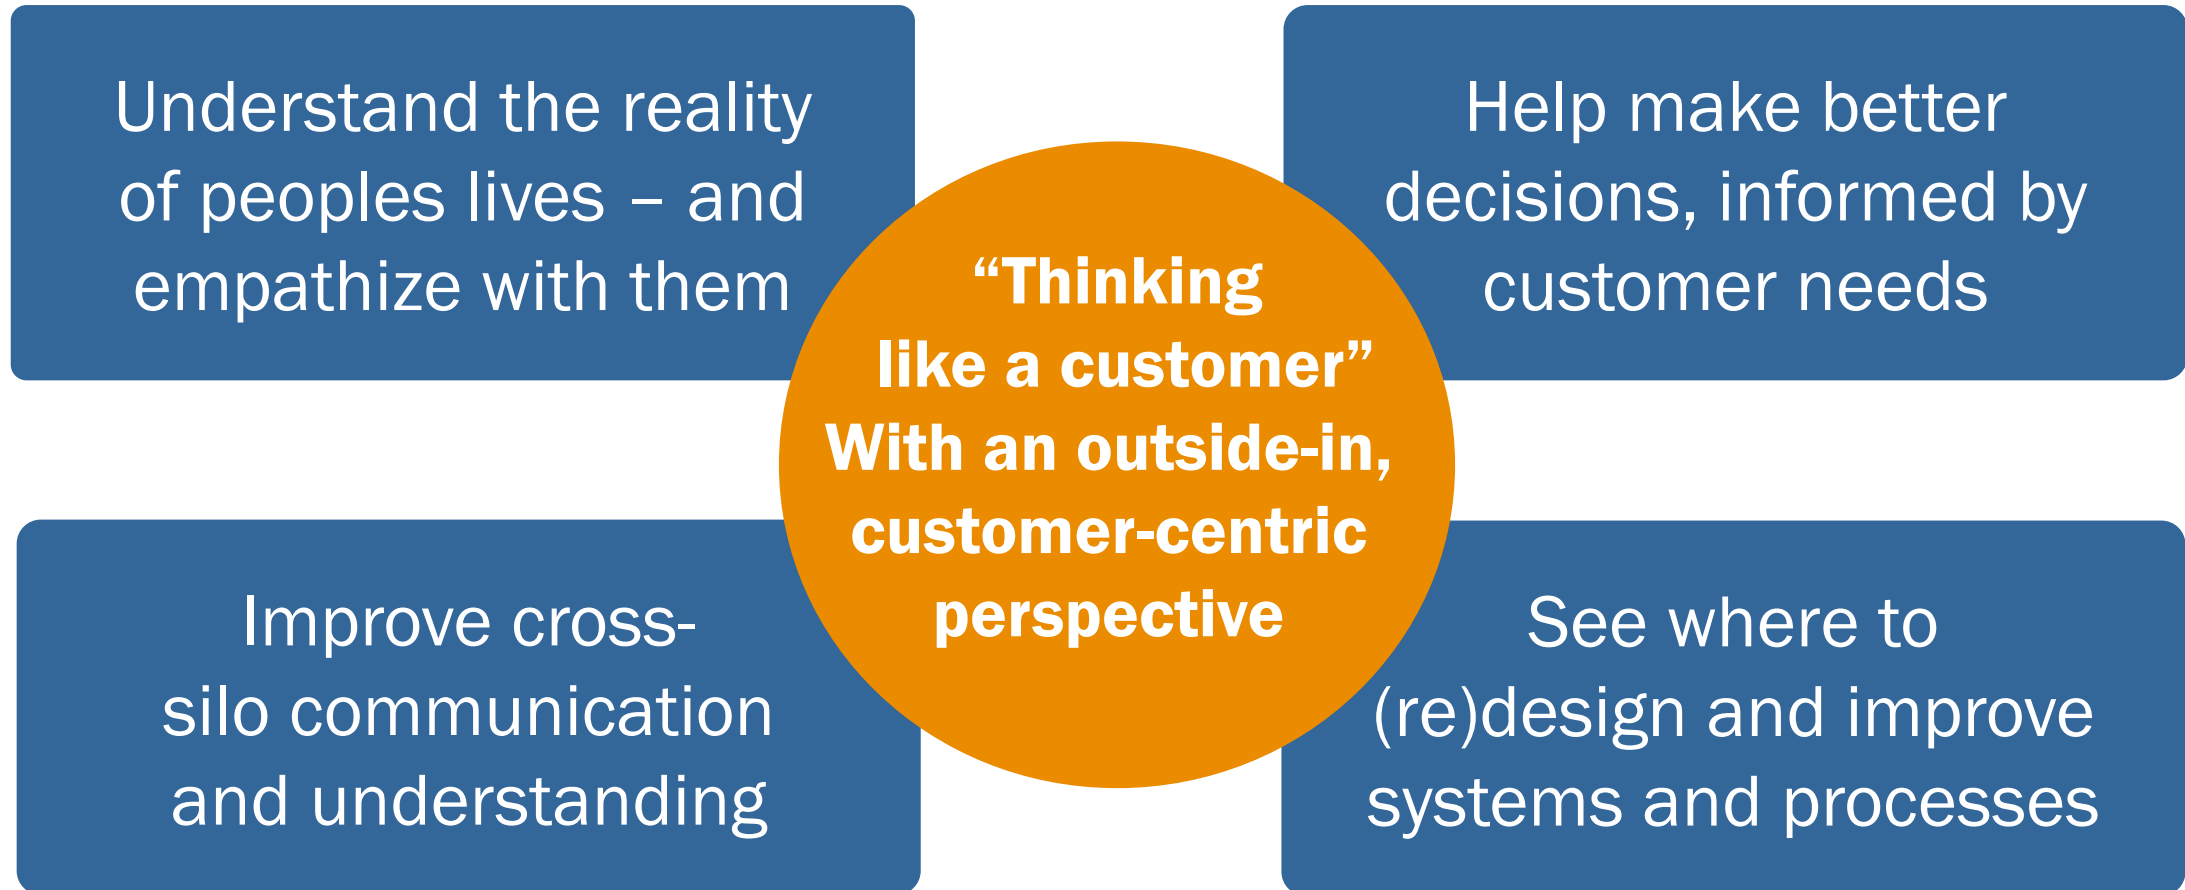 Understand the reality
of peoples lives – and
empathize with them
Help make better
decisions, informed by
customer needs
“Thinking
like a customer”
With an outside-in,
customer-centric
perspective
Improve cross-
silo communication
and understanding
See where to
(re)design and improve
systems and processes